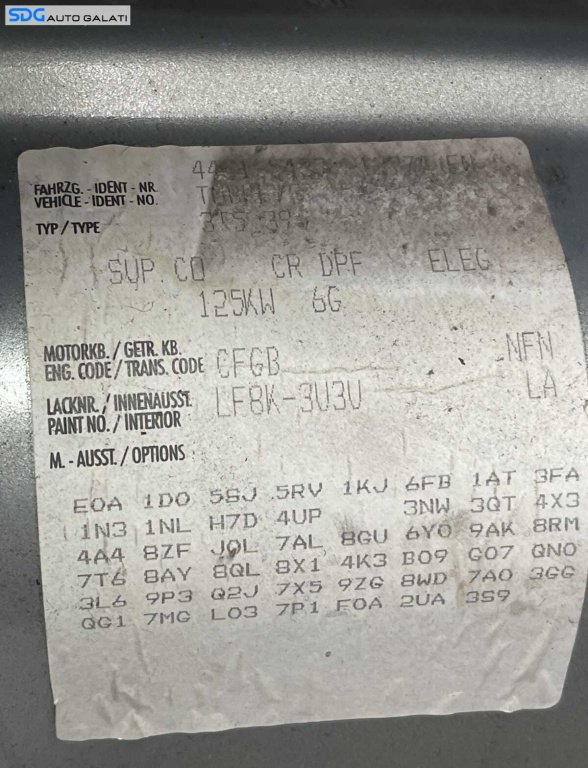 SDG AUTO GALATI
FAHRZG. - IDENT - NR.
VEHICLE - IDENT - NO.
TYP / TYPE
SUP. CO CR DPF ELEG
125KW 6G
MOTORKB. / GETR. KB.
ENG. CODE / TRANS. CODE CFGB NFN
LACKNR. / INNENAUSST. LF8K-3U3U LA
PAINT NO. / INTERIOR
M. - AUSST. / OPTIONS
E0A 1D0 5SJ 5RV 1KJ 6FB 1AT 3FA
1N3 1NL H7D 4UP 3NW 3QT 4X3
4A4 8ZF J0L 7AL 8GU 6Y0 9AK 8RM
7T6 8AY 8QL 8X1 4K3 B09 G07 QN0
3L6 9P3 Q2J 7X5 9ZG 8WD 7A0 3GG
QG1 7MG L03 7P1 F0A 2UA 3S9